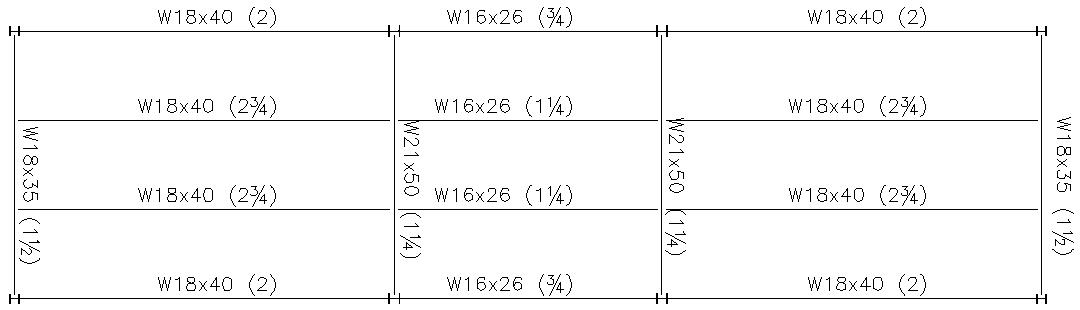 W18x40 (2)
W16x26 (¾)
W18x40 (2)
W18x40 (2¾)
W16x26 (1¼)
W18x40 (2¾)
W18x35 (1½)
W21x50 (1¼)
W21x50 (1¼)
W18x35 (1½)
W18x40 (2¾)
W16x26 (1¼)
W18x40 (2¾)
W18x40 (2)
W16x26 (¾)
W18x40 (2)